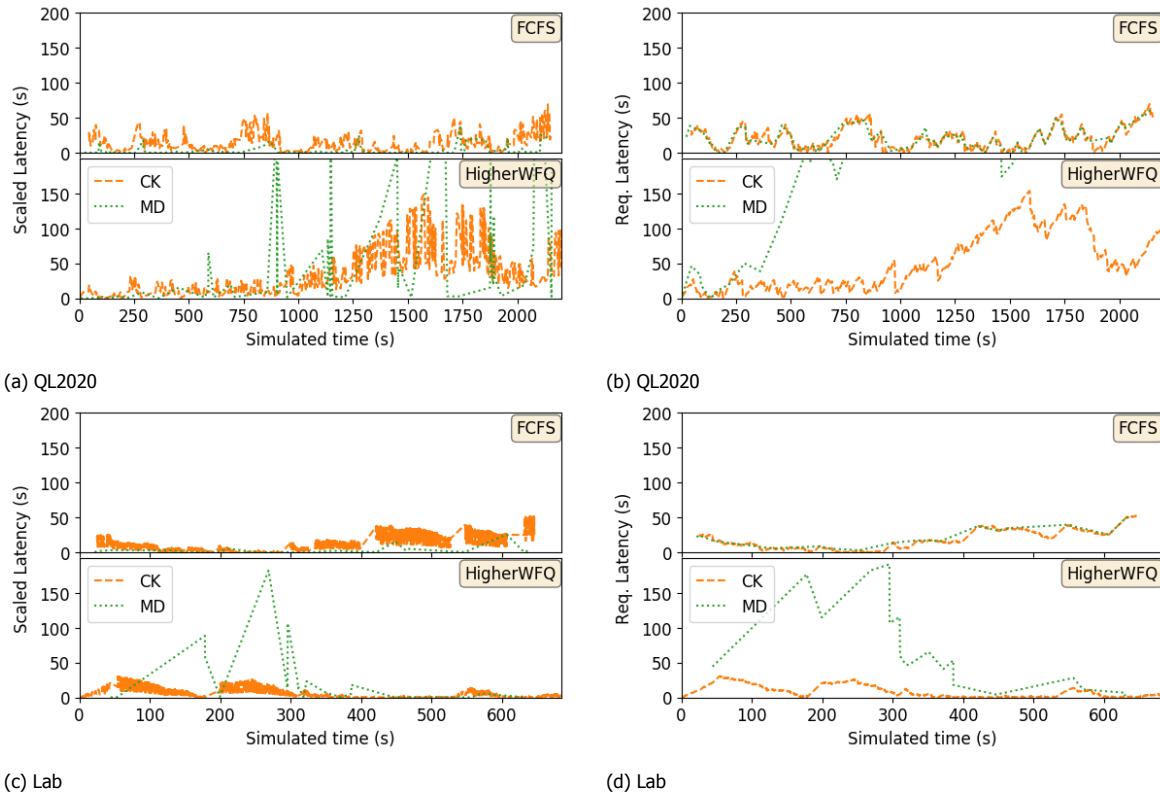 200
150
100
50
0
Scaled Latency (s)
FCFS
150
100
50
0
CK
MD
HigherWFQ
0 250 500 750 1000 1250 1500 1750 2000
Simulated time (s)
(a) QL2020
200
150
100
50
0
Req. Latency (s)
FCFS
150
100
50
0
CK
MD
HigherWFQ
0 250 500 750 1000 1250 1500 1750 2000
Simulated time (s)
(b) QL2020
200
150
100
50
0
Scaled Latency (s)
FCFS
150
100
50
0
CK
MD
HigherWFQ
0 100 200 300 400 500 600
Simulated time (s)
(c) Lab
200
150
100
50
0
Req. Latency (s)
FCFS
150
100
50
0
CK
MD
HigherWFQ
0 100 200 300 400 500 600
Simulated time (s)
(d) Lab